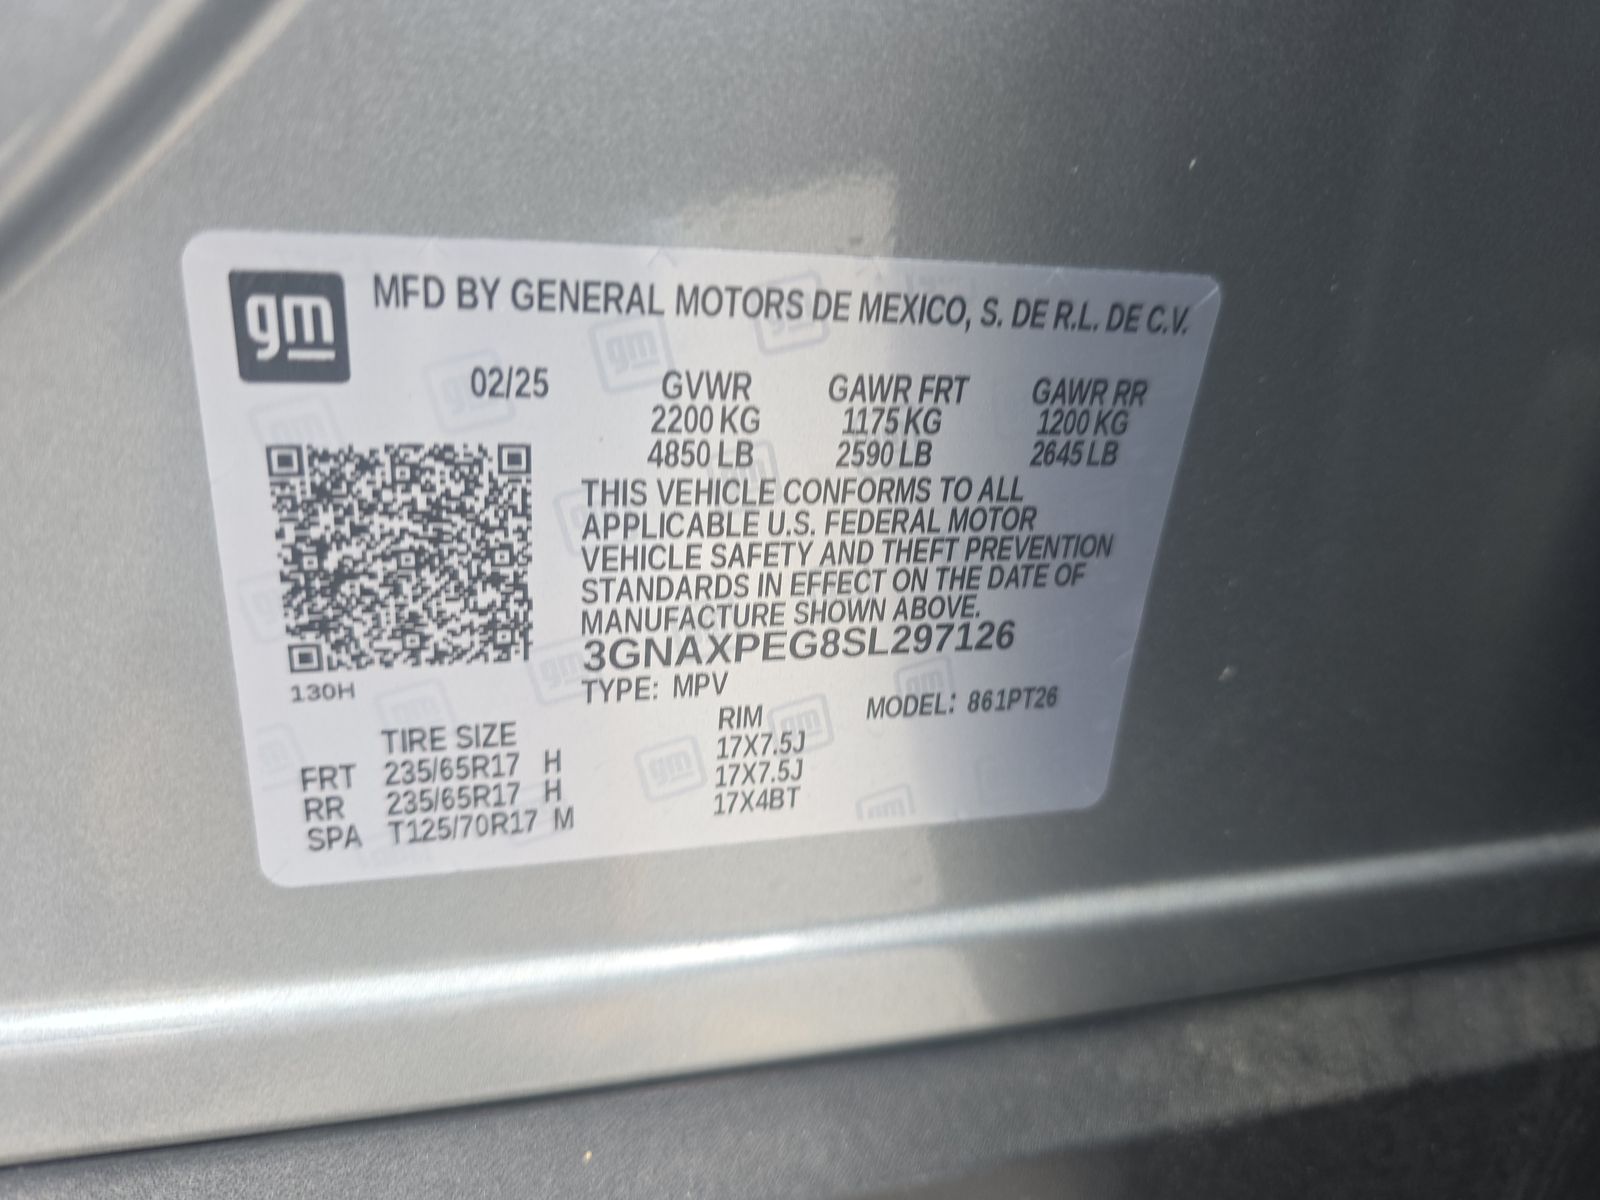 gm MFD BY GENERAL MOTORS DE MEXICO, S. DE R.L. DE C.V.
02/25 GVWR GAWR FRT GAWR RR
2200 KG 1175 KG 1200 KG
4850 LB 2590 LB 2645 LB
THIS VEHICLE CONFORMS TO ALL
APPLICABLE U.S. FEDERAL MOTOR
VEHICLE SAFETY AND THEFT PREVENTION
STANDARDS IN EFFECT ON THE DATE OF
MANUFACTURE SHOWN ABOVE.
3GNAXPEG8SL297126
130H
TYPE: MPV MODEL: 861PT26
TIRE SIZE RIM
FRT 235/65R17 H 17X7.5J
RR 235/65R17 H 17X7.5J
SPA T125/70R17 M 17X4BT